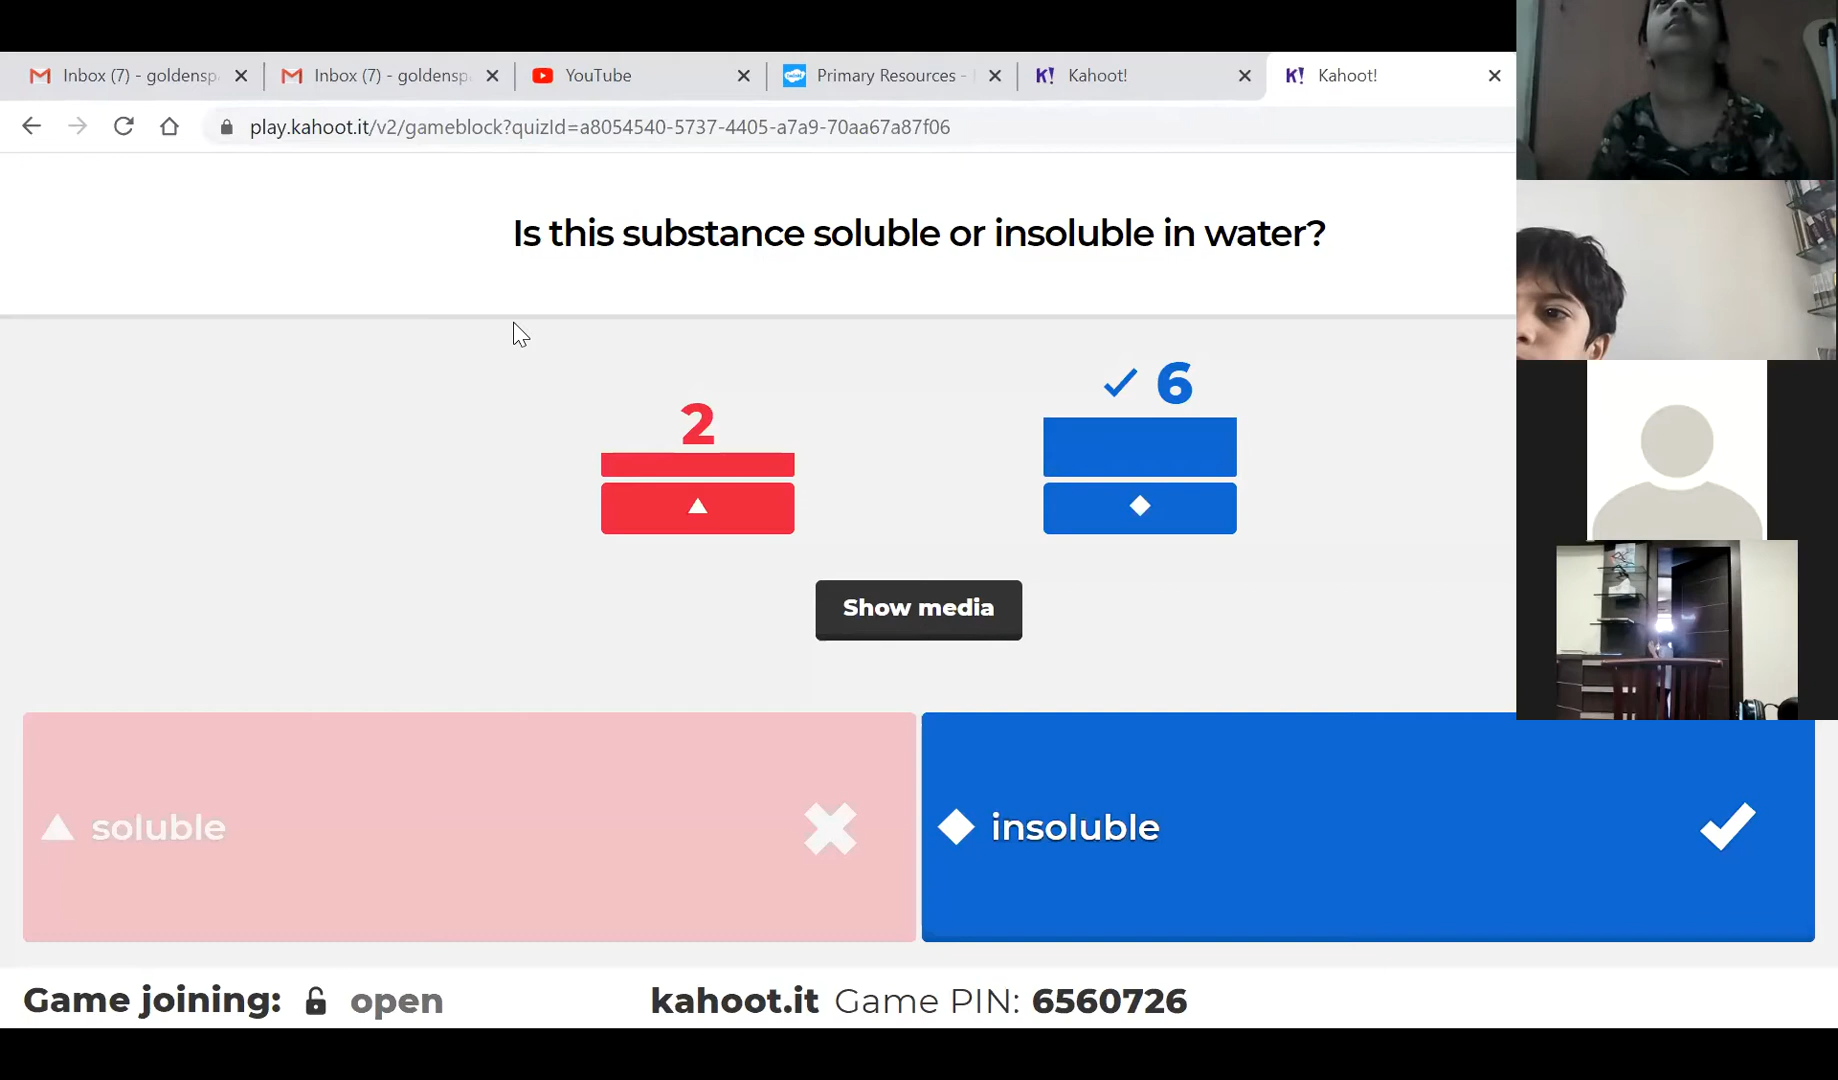 Inbox (7) - goldensp
Inbox (7) - goldensp
YouTube
Primary Resources -
K! Kahoot!
K! Kahoot!
play.kahoot.it/v2/gameblock?quizId=a8054540-5737-4405-a7a9-70aa67a87f06
Is this substance soluble or insoluble in water?
2
6
Show media
soluble
insoluble
Game joining: open
kahoot.it Game PIN: 6560726